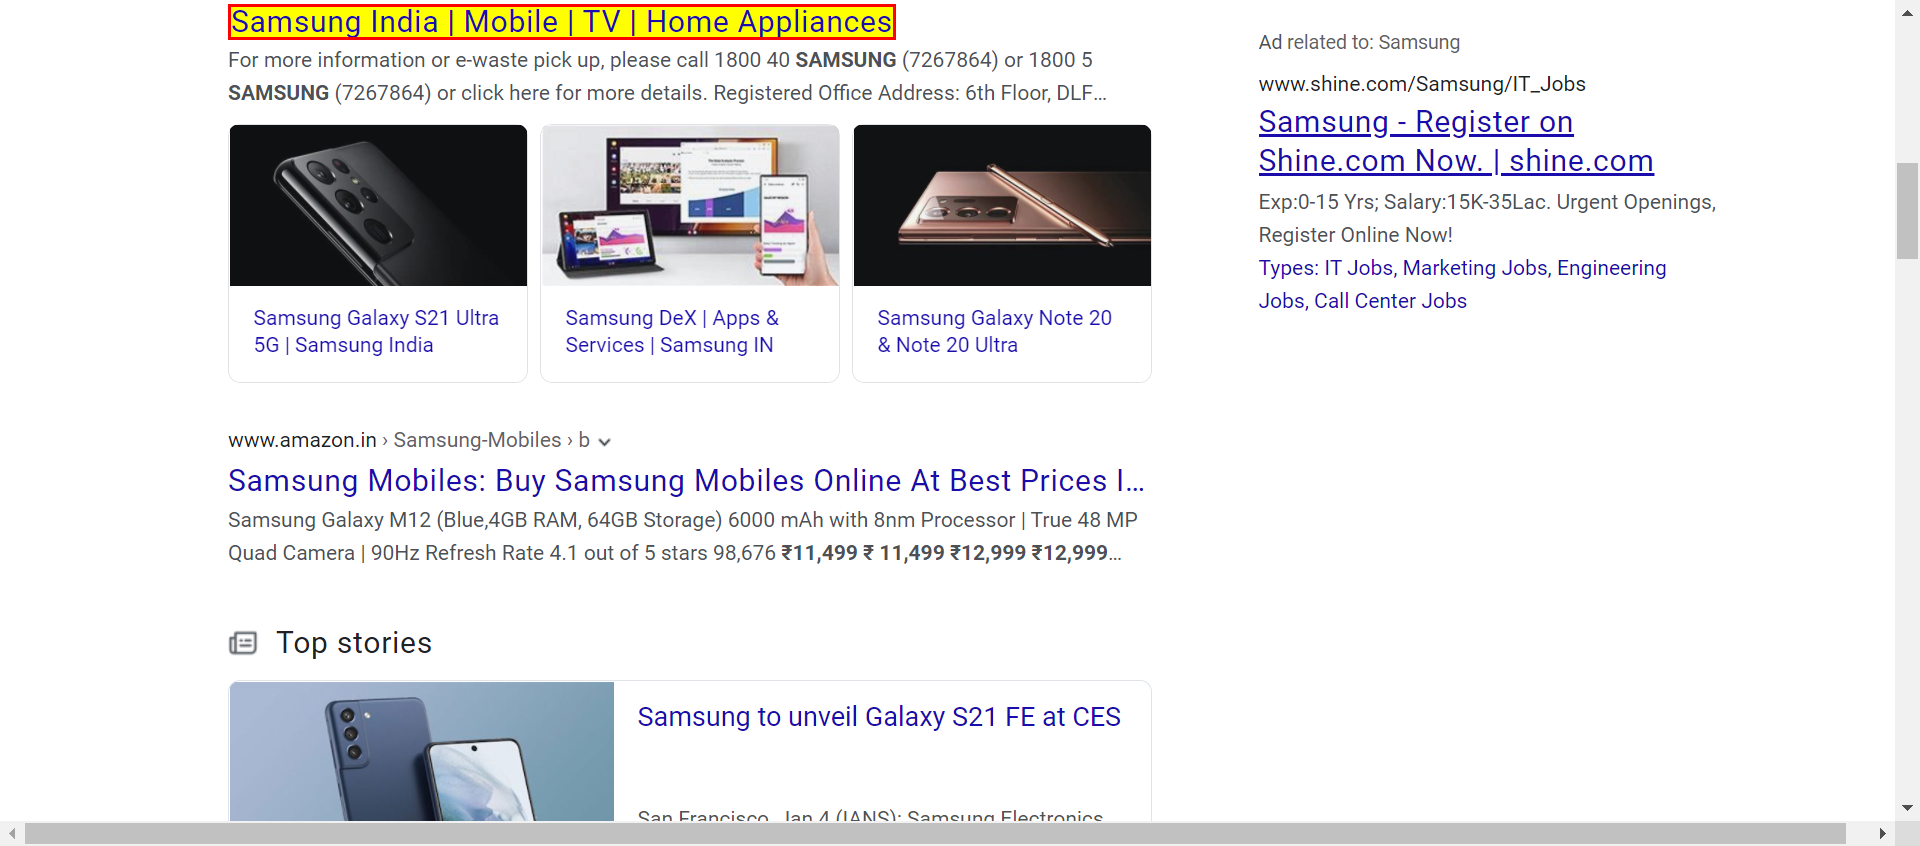 Samsung India | Mobile | TV | Home Appliances
For more information or e-waste pick up, please call 1800 40 SAMSUNG (7267864) or 1800 5
SAMSUNG (7267864) or click here for more details. Registered Office Address: 6th Floor, DLF...
Samsung Galaxy S21 Ultra
5G | Samsung India
Samsung DeX | Apps &
Services | Samsung IN
Samsung Galaxy Note 20
& Note 20 Ultra
www.amazon.in › Samsung-Mobiles › b
Samsung Mobiles: Buy Samsung Mobiles Online At Best Prices I...
Samsung Galaxy M12 (Blue,4GB RAM, 64GB Storage) 6000 mAh with 8nm Processor | True 48 MP
Quad Camera | 90Hz Refresh Rate 4.1 out of 5 stars 98,676 ₹11,499 ₹ 11,499 ₹12,999 ₹12,999...
Top stories
Samsung to unveil Galaxy S21 FE at CES
San Francisco, Jan 4 (IANS): Samsung Electronics
Ad related to: Samsung
www.shine.com/Samsung/IT_Jobs
Samsung - Register on
Shine.com Now. | shine.com
Exp:0-15 Yrs; Salary:15K-35Lac. Urgent Openings,
Register Online Now!
Types: IT Jobs, Marketing Jobs, Engineering
Jobs, Call Center Jobs